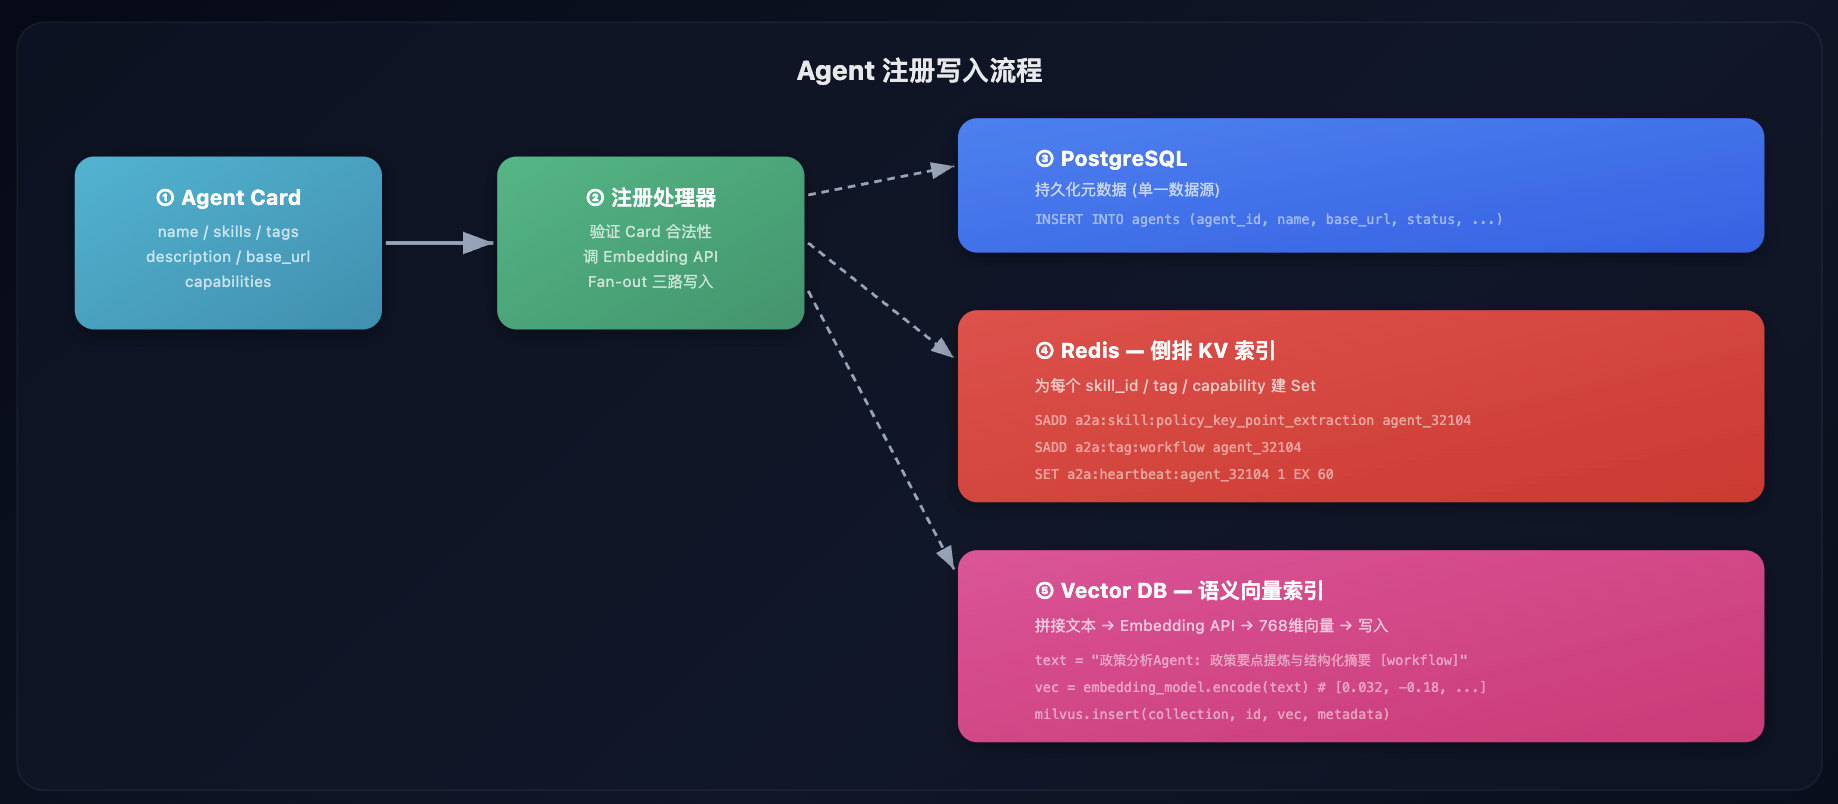 Agent 注册写入流程
① Agent Card
name / skills / tags
description / base_url
capabilities
② 注册处理器
验证 Card 合法性
调 Embedding API
Fan-out 三路写入
③ PostgreSQL
持久化元数据 (单一数据源)
INSERT INTO agents (agent_id, name, base_url, status, ...)
④ Redis — 倒排 KV 索引
为每个 skill_id / tag / capability 建 Set
SADD a2a:skill:policy_key_point_extraction agent_32104
SADD a2a:tag:workflow agent_32104
SET a2a:heartbeat:agent_32104 1 EX 60
⑤ Vector DB — 语义向量索引
拼接文本 → Embedding API → 768维向量 → 写入
text = "政策分析Agent: 政策要点提炼与结构化摘要 [workflow]"
vec = embedding_model.encode(text) # [0.032, −0.18, ...]
milvus.insert(collection, id, vec, metadata)